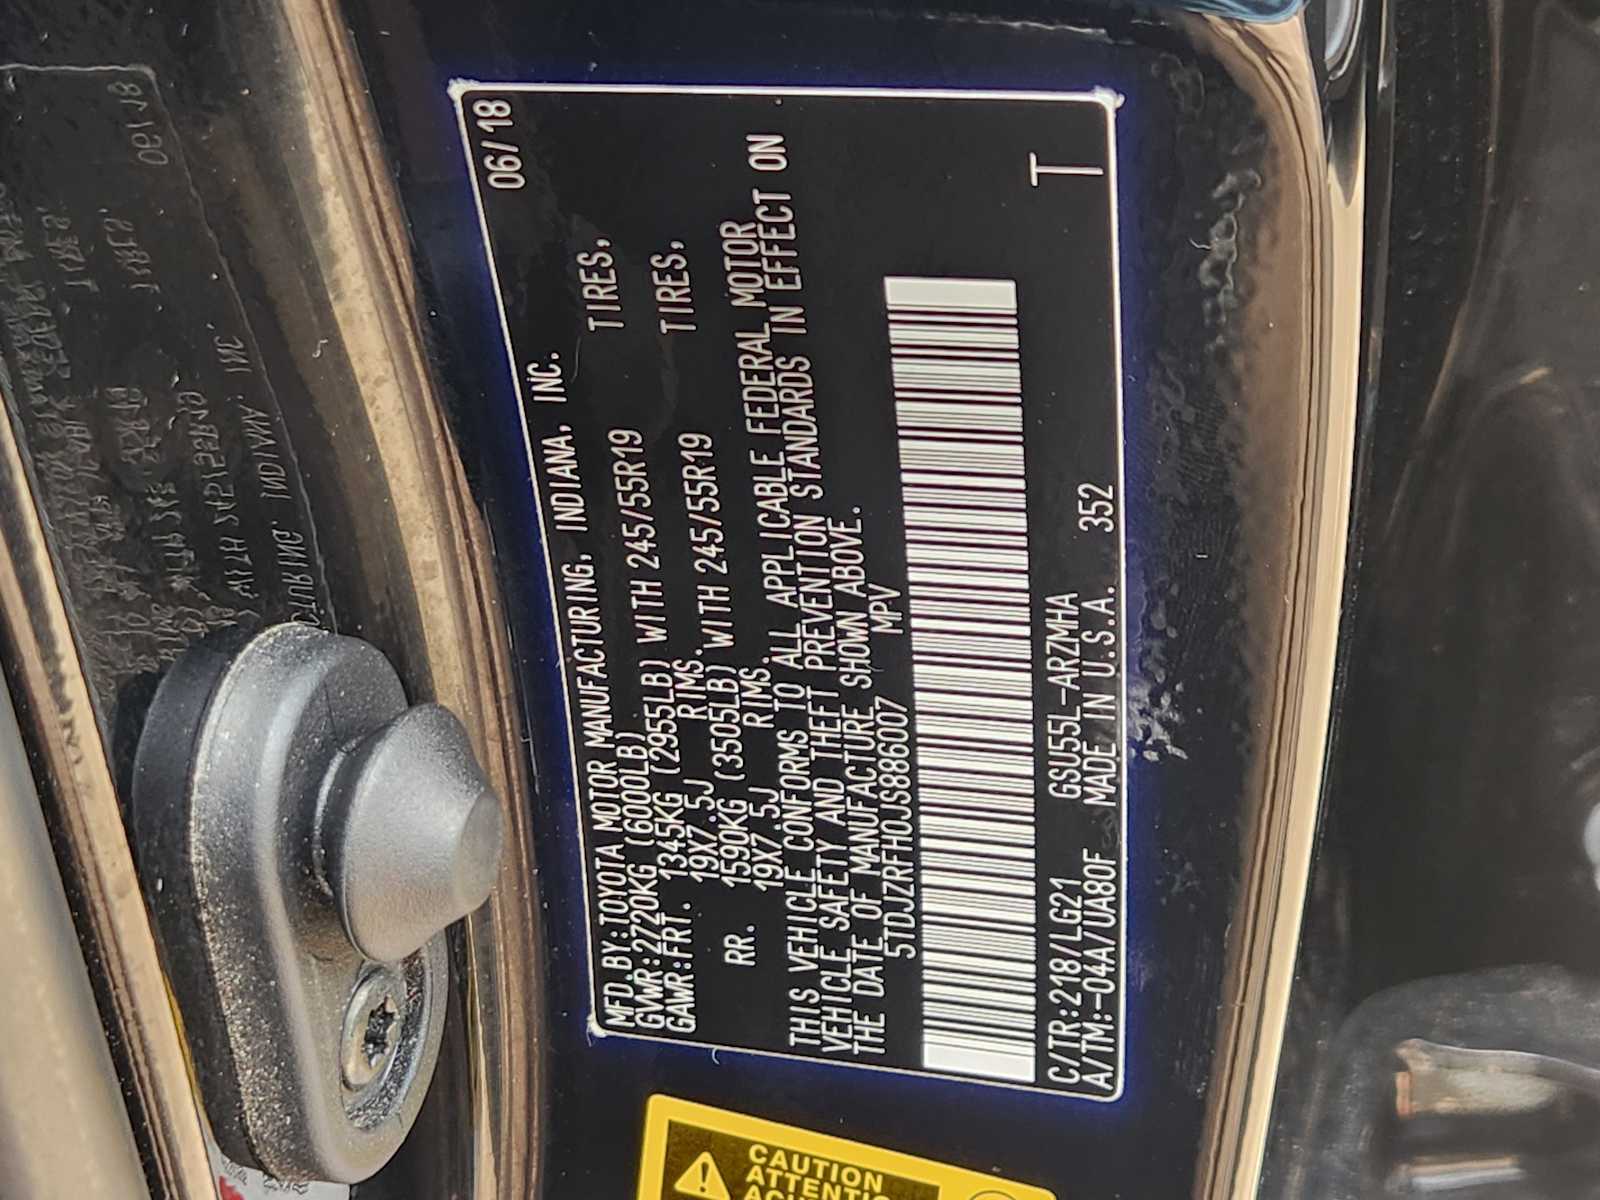 06/18
MFD.BY:TOYOTA MOTOR MANUFACTURING, INDIANA, INC.
GVWR:2720KG (6000LB)
GAWR:FRT. 1345KG (2955LB) WITH 245/55R19 TIRES,
19X7.5J RIMS.
RR. 1590KG (3505LB) WITH 245/55R19 TIRES,
19X7.5J RIMS.
THIS VEHICLE CONFORMS TO ALL APPLICABLE FEDERAL MOTOR
VEHICLE SAFETY AND THEFT PREVENTION STANDARDS IN EFFECT ON
THE DATE OF MANUFACTURE SHOWN ABOVE.
5TDJZRFH0JS886007 MPV
C/TR:218/LG21 GSU55L-ARZMHA
A/TM:-04A/UA80F MADE IN U.S.A. 352 T
CAUTION
ATTENTION